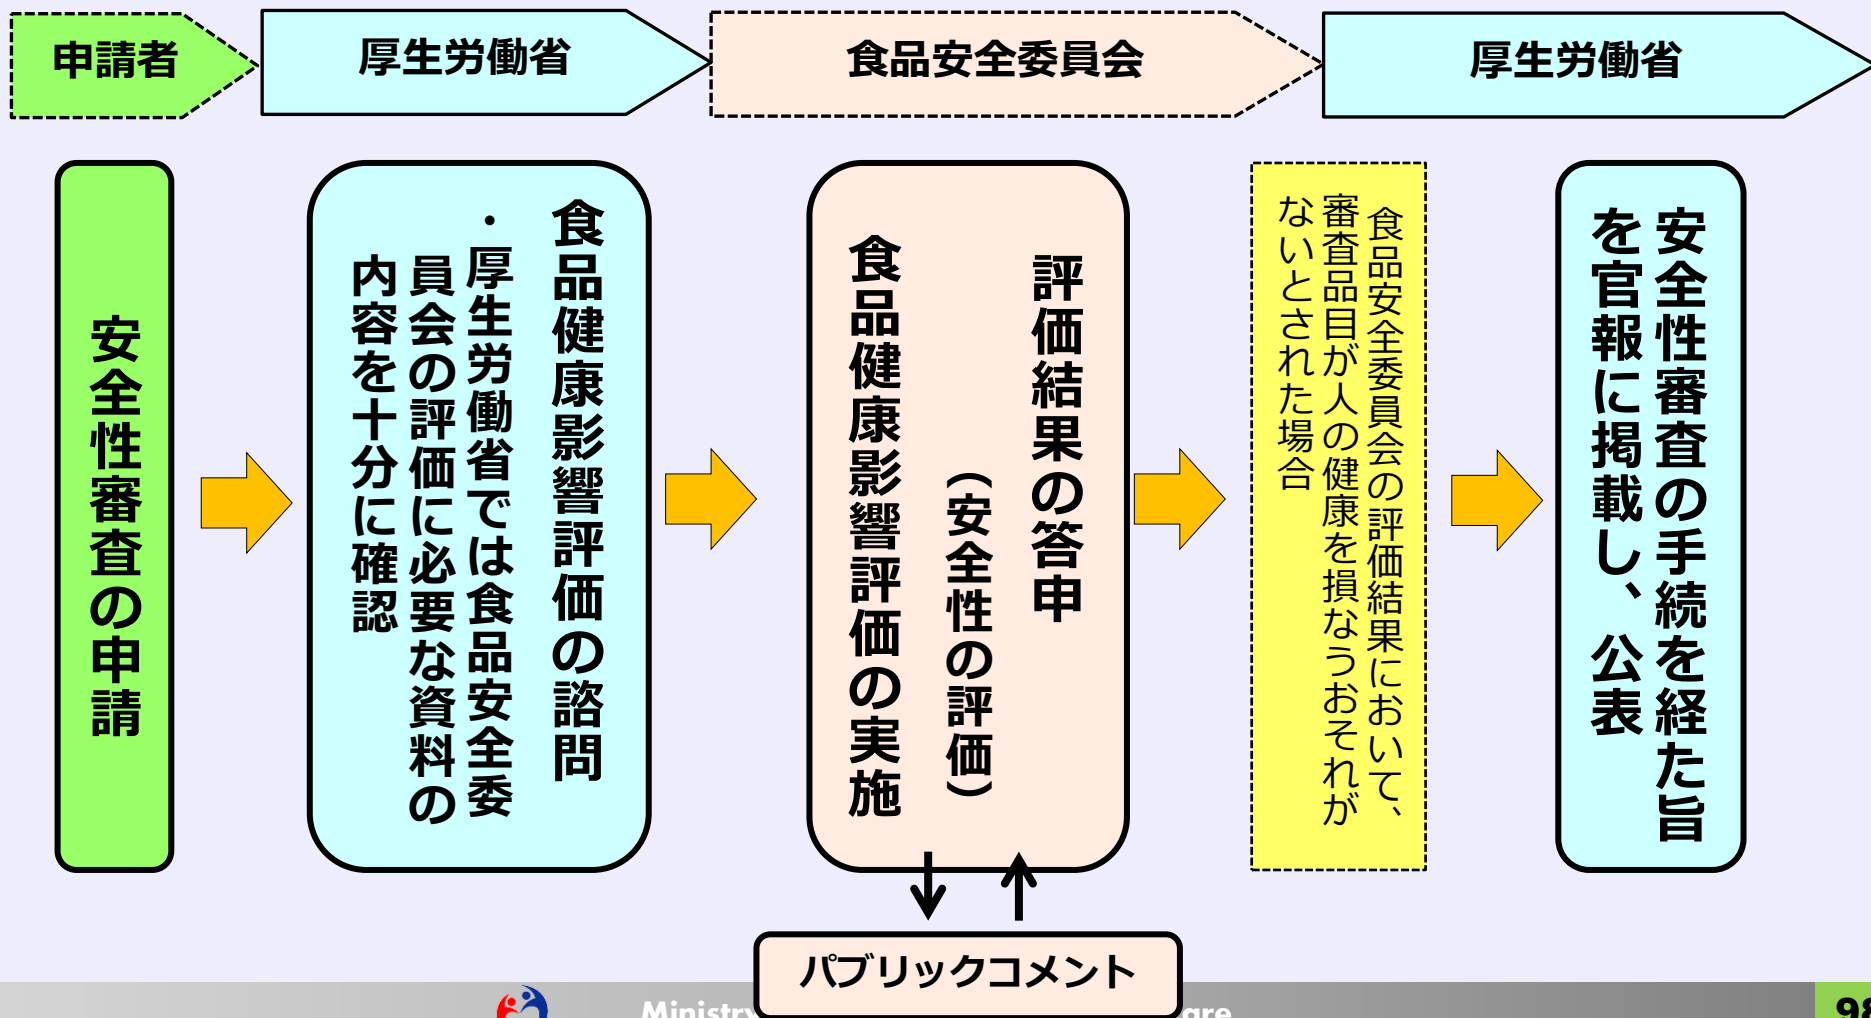 申請者
厚生労働省
食品安全委員会
厚生労働省
安全性審査の申請
食品健康影響評価の諮問
・厚生労働省では食品安全委
員会の評価に必要な資料の
内容を十分に確認
評価結果の答申
（安全性の評価）
食品健康影響評価の実施
食品安全委員会の評価結果において、
審査品目が人の健康を損なうおそれが
ないとされた場合
安全性審査の手続を経た旨
を官報に掲載し、公表
パブリックコメント
98